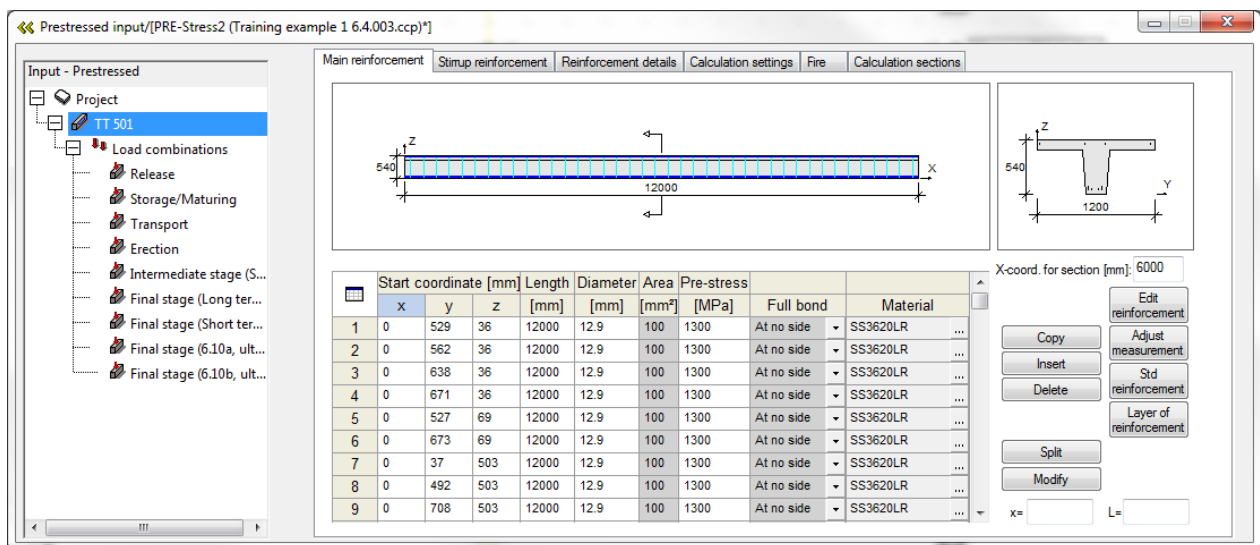 Prestressed input/[PRE-Stress2 (Training example 1 6.4.003.ccp)*]
Input - Prestressed
Project
TT 501
Load combinations
Release
Storage/Maturing
Transport
Erection
Intermediate stage (S...
Final stage (Long ter...
Final stage (Short ter...
Final stage (6.10a, ult...
Final stage (6.10b, ult...
Main reinforcement Stirrup reinforcement Reinforcement details Calculation settings Fire Calculation sections
Z
540
X
12000
Z
540
Y
1200
X-coord. for section [mm]: 6000
Start coordinate [mm] Length Diameter Area Pre-stress
x y z [mm] [mm] [mm²] [MPa] Full bond Material
1 0 529 36 12000 12.9 100 1300 At no side SS3620LR ...
2 0 562 36 12000 12.9 100 1300 At no side SS3620LR ...
3 0 638 36 12000 12.9 100 1300 At no side SS3620LR ...
4 0 671 36 12000 12.9 100 1300 At no side SS3620LR ...
5 0 527 69 12000 12.9 100 1300 At no side SS3620LR ...
6 0 673 69 12000 12.9 100 1300 At no side SS3620LR ...
7 0 37 503 12000 12.9 100 1300 At no side SS3620LR ...
8 0 492 503 12000 12.9 100 1300 At no side SS3620LR ...
9 0 708 503 12000 12.9 100 1300 At no side SS3620LR ...
Copy
Insert
Delete
Split
Modify
Edit
reinforcement
Adjust
measurement
Std
reinforcement
Layer of
reinforcement
x= L=